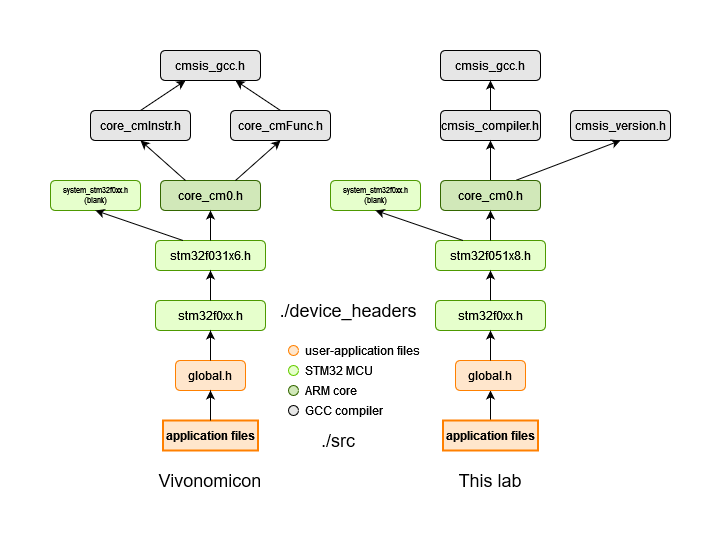 cmsis_gcc.h
cmsis_gcc.h
core_cmInstr.h
core_cmFunc.h
cmsis_compiler.h
cmsis_version.h
system_stm32f0xx.h
(blank)
core_cm0.h
system_stm32f0xx.h
(blank)
core_cm0.h
stm32f031x6.h
stm32f051x8.h
stm32f0xx.h
./device_headers
stm32f0xx.h
user-application files
STM32 MCU
ARM core
GCC compiler
global.h
global.h
application files
./src
application files
Vivonomicon
This lab